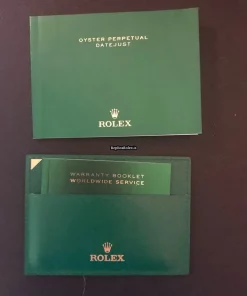 OYSTER PERPETUAL
DATEJUST
ROLEX
WARRANTY BOOKLET
WORLDWIDE SERVICE
ROLEX